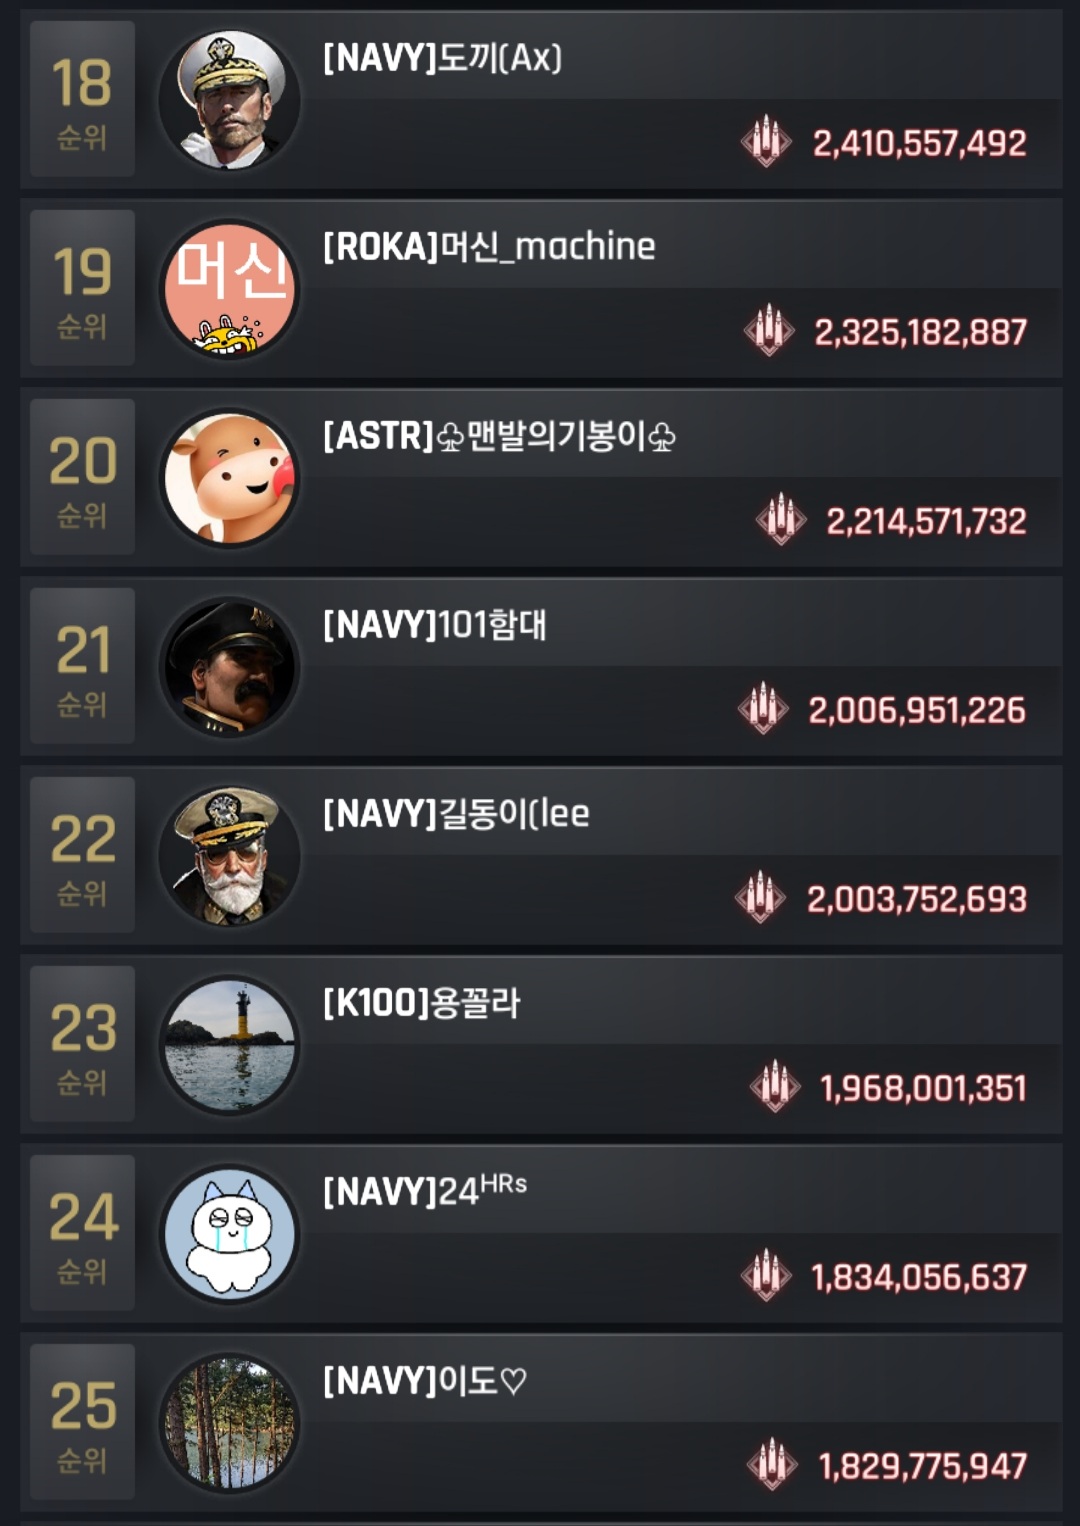 18
순위
[NAVY]도끼(Ax)
2,410,557,492
19
순위
머신
[ROKA]머신_machine
2,325,182,887
20
순위
[ASTR]♧맨발의기봉이♧
2,214,571,732
21
순위
[NAVY]101함대
2,006,951,226
22
순위
[NAVY]길동이(lee
2,003,752,693
23
순위
[K100]용꼴라
1,968,001,351
24
순위
[NAVY]24ᴴᴿˢ
1,834,056,637
25
순위
[NAVY]이도♡
1,829,775,947